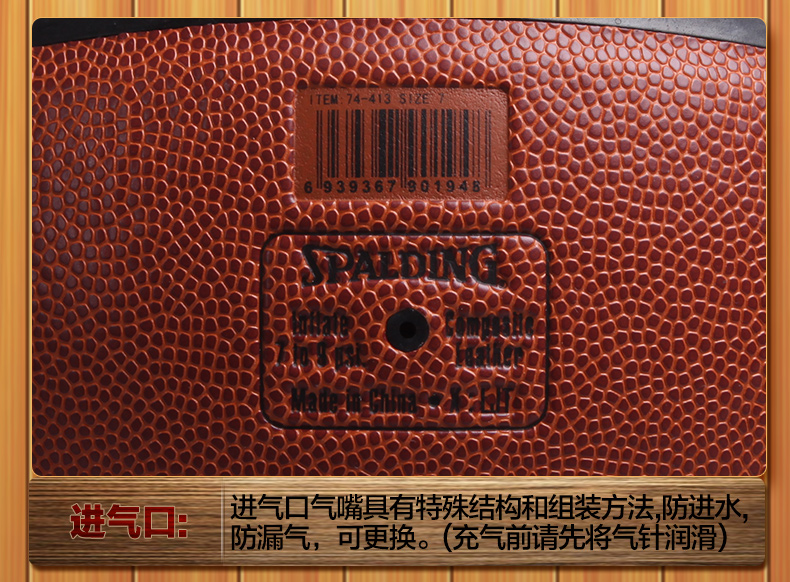 ITEM:74-413 SIZE:7
6 939367 901948
SPALDING
Inflate
Composite
7 to 9 psi.
Leather
Made in China
进气口:
进气口气嘴具有特殊结构和组装方法,防进水,
防漏气，可更换。(充气前请先将气针润滑)